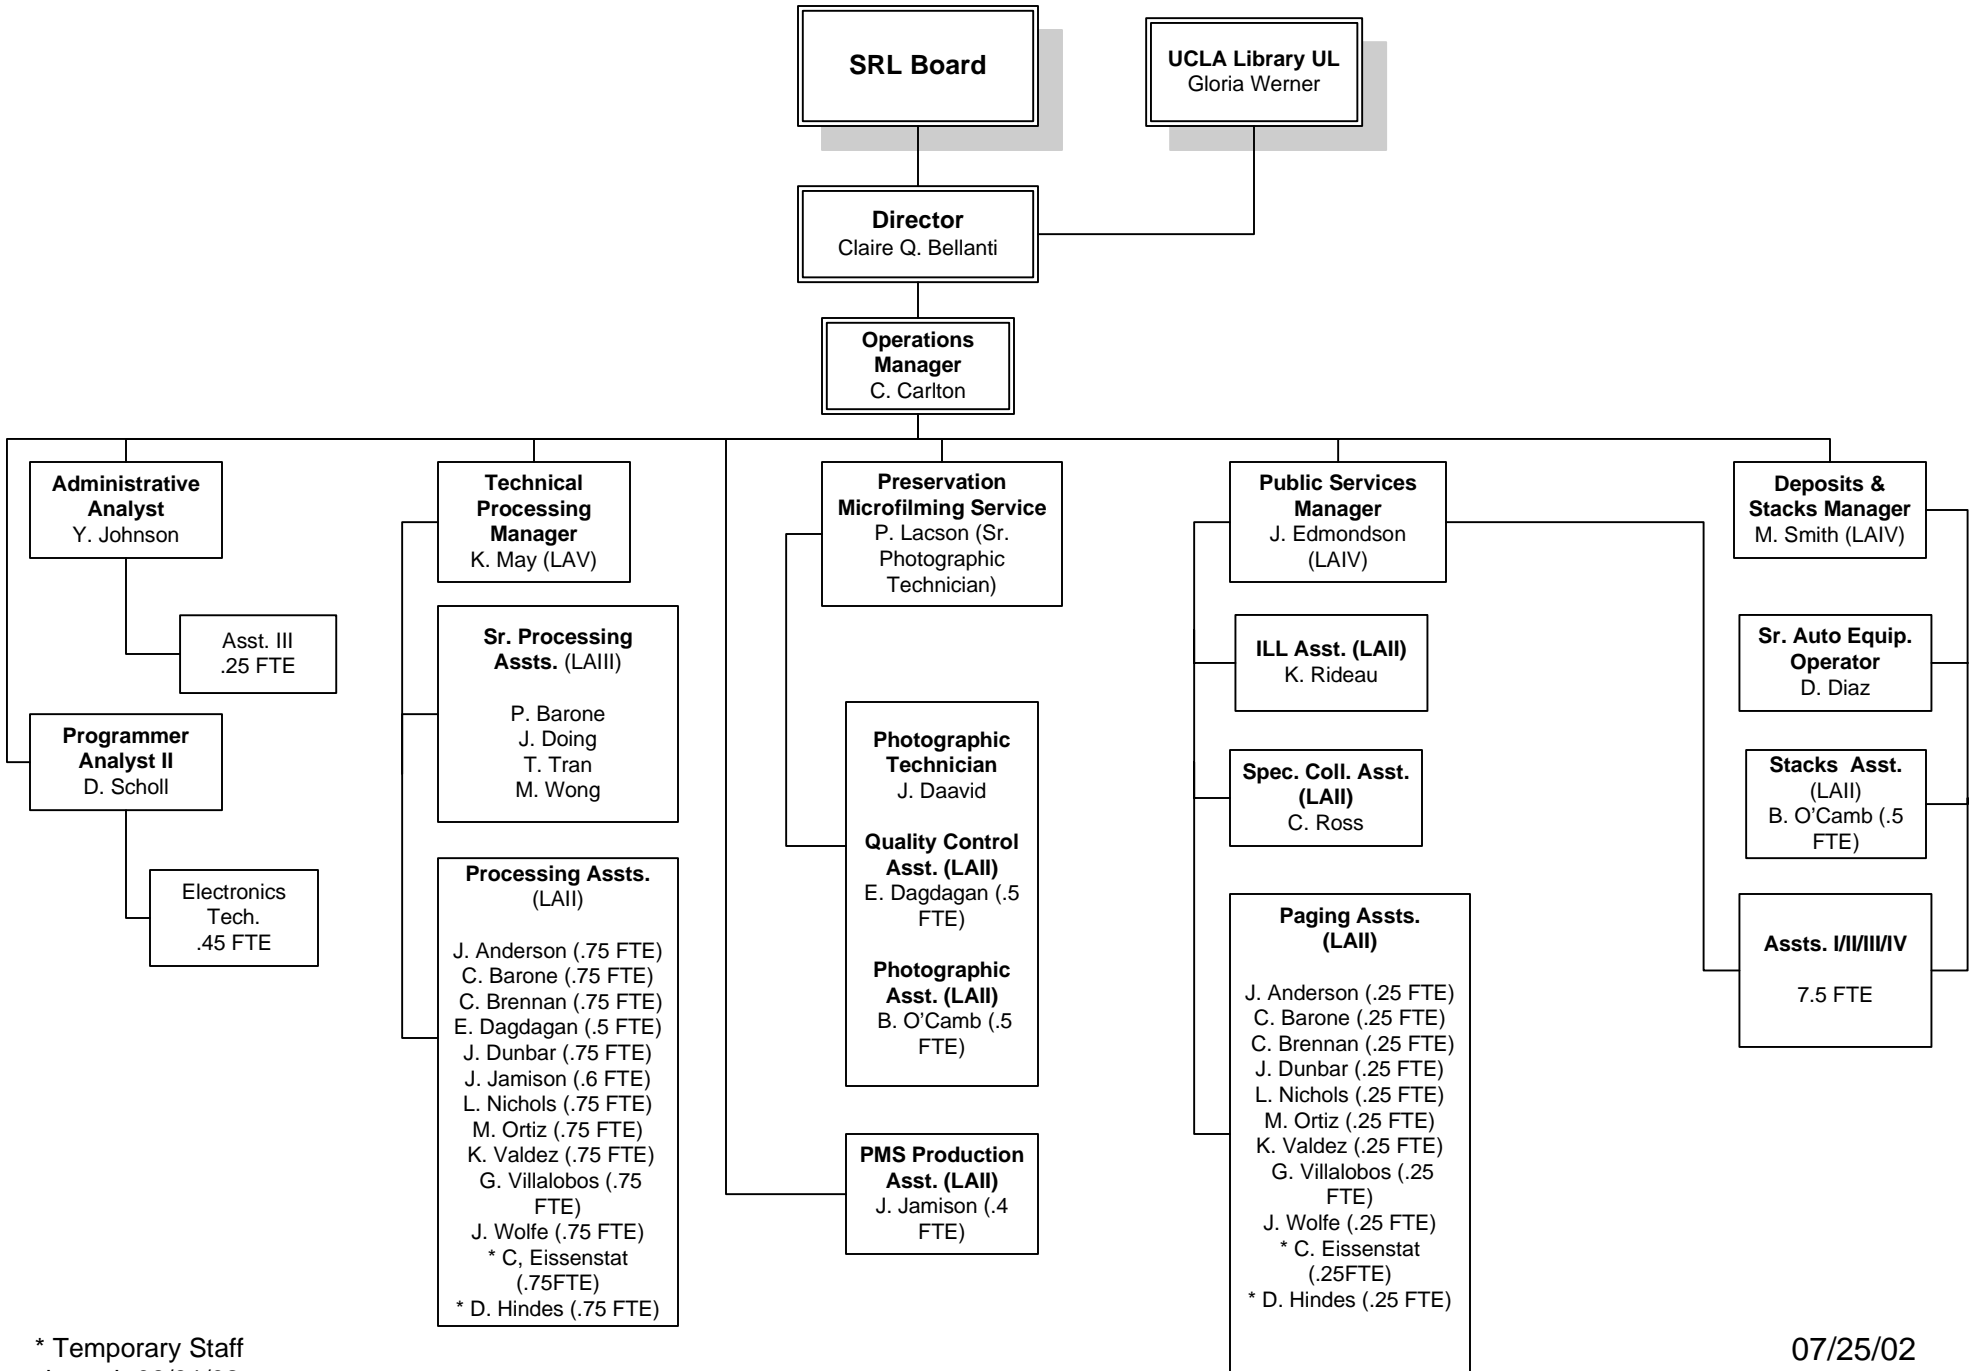 SRL Board
UCLA Library UL
Gloria Werner
Director
Claire Q. Bellanti
Operations
Manager
C. Carlton
Administrative
Analyst
Y. Johnson
Asst. III
.25 FTE
Programmer
Analyst II
D. Scholl
Electronics
Tech.
.45 FTE
Technical
Processing
Manager
K. May (LAV)
Sr. Processing
Assts. (LAIII)
P. Barone
J. Doing
T. Tran
M. Wong
Processing Assts.
(LAII)
J. Anderson (.75 FTE)
C. Barone (.75 FTE)
C. Brennan (.75 FTE)
E. Dagdagan (.5 FTE)
J. Dunbar (.75 FTE)
J. Jamison (.6 FTE)
L. Nichols (.75 FTE)
M. Ortiz (.75 FTE)
K. Valdez (.75 FTE)
G. Villalobos (.75
FTE)
J. Wolfe (.75 FTE)
* C, Eissenstat
(.75FTE)
* D. Hindes (.75 FTE)
Preservation
Microfilming Service
P. Lacson (Sr.
Photographic
Technician)
Photographic
Technician
J. Daavid
Quality Control
Asst. (LAII)
E. Dagdagan (.5
FTE)
Photographic
Asst. (LAII)
B. O'Camb (.5
FTE)
PMS Production
Asst. (LAII)
J. Jamison (.4
FTE)
Public Services
Manager
J. Edmondson
(LAIV)
ILL Asst. (LAII)
K. Rideau
Spec. Coll. Asst.
(LAII)
C. Ross
Paging Assts.
(LAII)
J. Anderson (.25 FTE)
C. Barone (.25 FTE)
C. Brennan (.25 FTE)
J. Dunbar (.25 FTE)
L. Nichols (.25 FTE)
M. Ortiz (.25 FTE)
K. Valdez (.25 FTE)
G. Villalobos (.25
FTE)
J. Wolfe (.25 FTE)
* C. Eissenstat
(.25FTE)
* D. Hindes (.25 FTE)
Deposits &
Stacks Manager
M. Smith (LAIV)
Sr. Auto Equip.
Operator
D. Diaz
Stacks Asst.
(LAII)
B. O'Camb (.5
FTE)
Assts. I/II/III/IV
7.5 FTE
* Temporary Staff
07/25/02